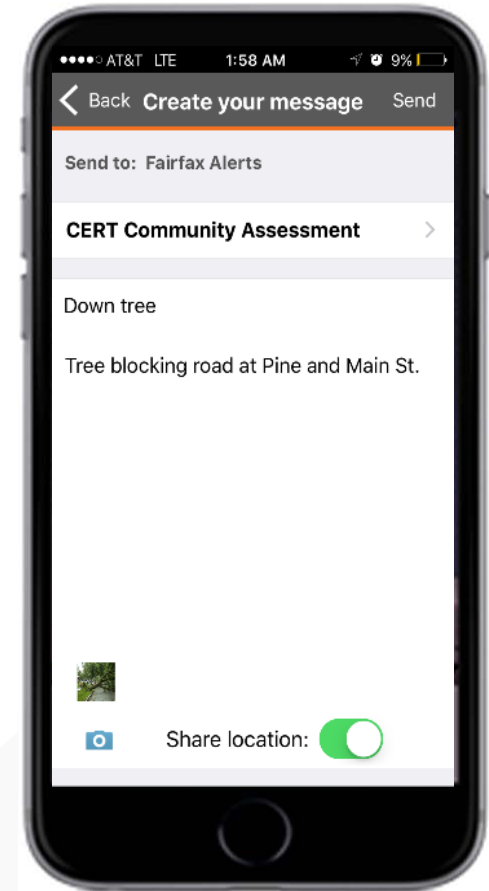 AT&T LTE 1:58 AM 9%
Back Create your message Send
Send to: Fairfax Alerts
CERT Community Assessment
Down tree
Tree blocking road at Pine and Main St.
Share location: